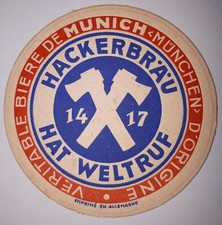 VERITABLE BIERE DE MUNICH <MÜNCHEN> D'ORIGINE
HACKERBRÄU
14 17
HAT WELTRUF
IMPRIMÉ EN ALLEMAGNE